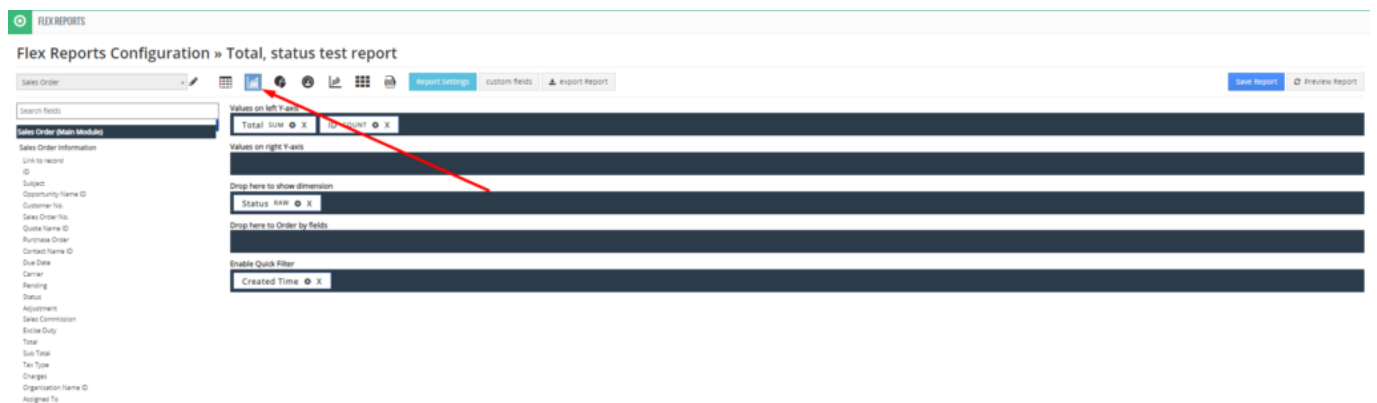 FLEX REPORTS
Flex Reports Configuration » Total, status test report
Sales Order
Report Settings
custom fields
export Report
Save Report
Preview Report
Search fields
Sales Order (Main Module)
Sales Order Information
Link to record
ID
Subject
Opportunity Name ID
Customer No.
Sales Order No.
Quote Name ID
Purchase Order
Contact Name ID
Due Date
Carrier
Pending
Status
Adjustment
Sales Commission
Excise Duty
Total
Sub Total
Tax Type
Charges
Organization Name ID
Assigned To
Values on left Y-axis
Total SUM X ID COUNT X
Values on right Y-axis
Drop here to show dimension
Status RAW X
Drop here to Order by fields
Enable Quick Filter
Created Time X